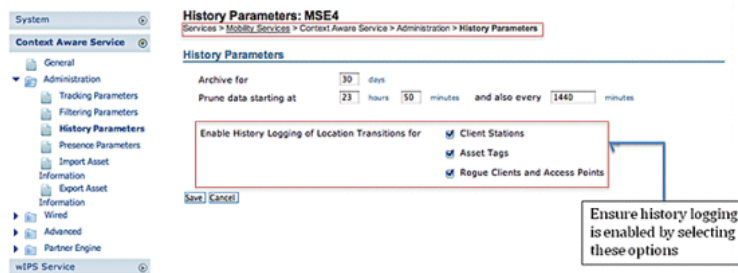 System
Context Aware Service
General
Administration
Tracking Parameters
Filtering Parameters
History Parameters
Presence Parameters
Import Asset
Information
Export Asset
Information
Wired
Advanced
Partner Engine
wIPS Service
History Parameters: MSE4
Services > Mobility Services > Context Aware Service > Administration > History Parameters
History Parameters
Archive for 30 days
Prune data starting at 23 hours 50 minutes and also every 1440 minutes
Enable History Logging of Location Transitions for
Client Stations
Asset Tags
Rogue Clients and Access Points
Save Cancel
Ensure history logging
is enabled by selecting
these options